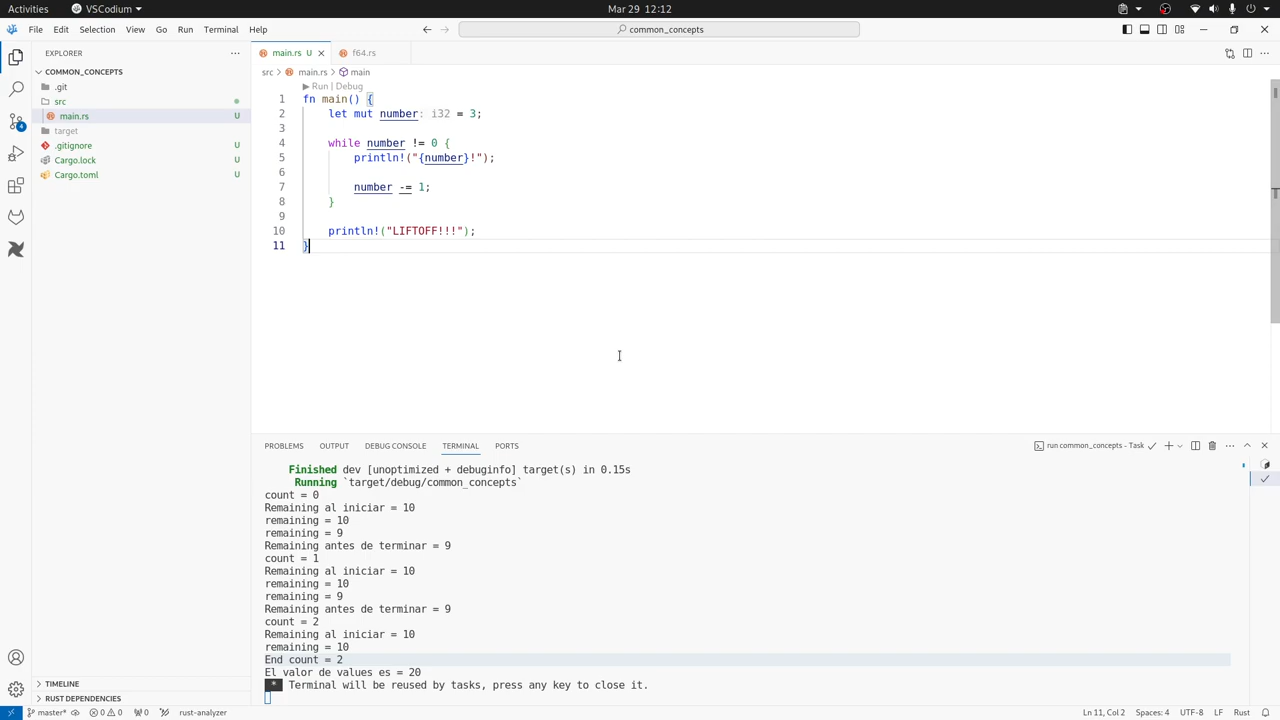 Activities VSCodium Mar 29 12:12
File Edit Selection View Go Run Terminal Help common_concepts
EXPLORER
COMMON_CONCEPTS
.git
src
main.rs U
target
.gitignore U
Cargo.lock U
Cargo.toml U
TIMELINE
RUST DEPENDENCIES
4
main.rs U f64.rs
src > main.rs > main
Run | Debug
1 fn main() {
2 let mut number: i32 = 3;
3
4 while number != 0 {
5 println!("{number}!");
6
7 number -= 1;
8 }
9
10 println!("LIFTOFF!!!");
11 }
PROBLEMS OUTPUT DEBUG CONSOLE TERMINAL PORTS run common_concepts - Task
Finished dev [unoptimized + debuginfo] target(s) in 0.15s
Running `target/debug/common_concepts`
count = 0
Remaining al iniciar = 10
remaining = 10
remaining = 9
Remaining antes de terminar = 9
count = 1
Remaining al iniciar = 10
remaining = 10
remaining = 9
Remaining antes de terminar = 9
count = 2
Remaining al iniciar = 10
remaining = 10
End count = 2
El valor de values es = 20
* Terminal will be reused by tasks, press any key to close it.
master* 0 0 0 rust-analyzer Ln 11, Col 2 Spaces: 4 UTF-8 LF Rust